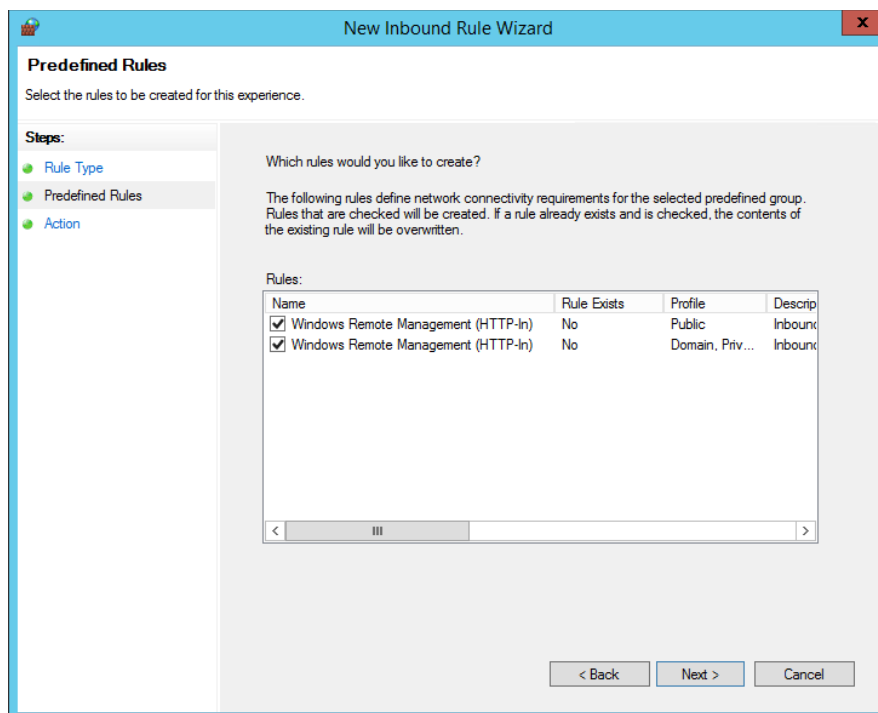 New Inbound Rule Wizard
x
Predefined Rules
Select the rules to be created for this experience.
Steps:
Rule Type
Predefined Rules
Action
Which rules would you like to create?
The following rules define network connectivity requirements for the selected predefined group.
Rules that are checked will be created. If a rule already exists and is checked, the contents of
the existing rule will be overwritten.
Rules:
Name Rule Exists Profile Descrip
Windows Remote Management (HTTP-In) No Public Inbound
Windows Remote Management (HTTP-In) No Domain, Priv... Inbound
< Back Next > Cancel